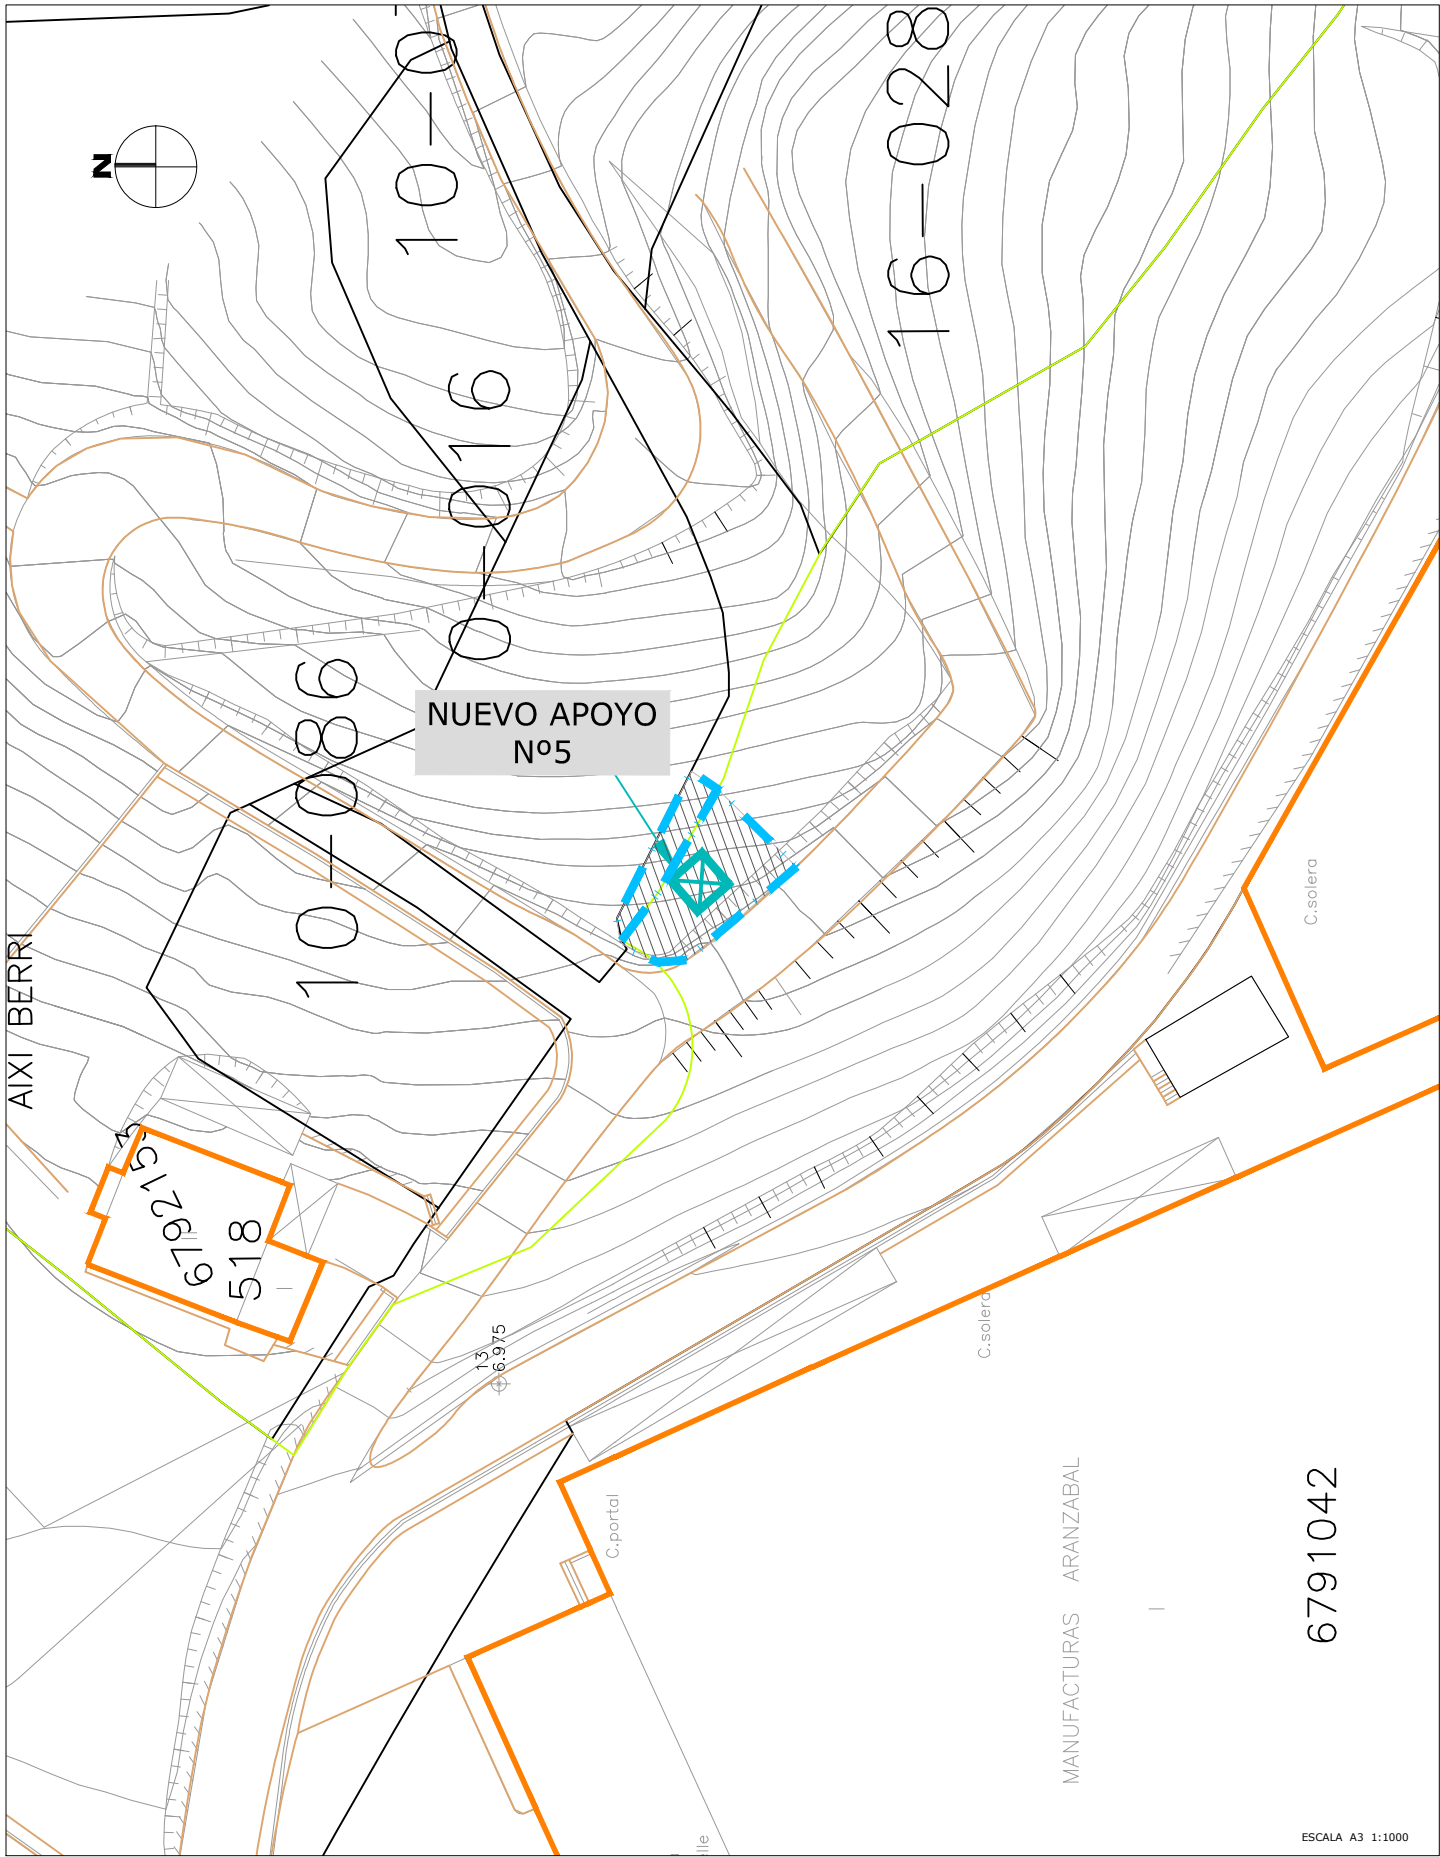 10-0
16-028
N
10-016
10-086
NUEVO APOYO
Nº5
AIXI BERRI
6791042
6792153
518
13
6.975
C.solera
C.solera
C.portal
MANUFACTURAS ARANZABAL
ESCALA A3 1:1000